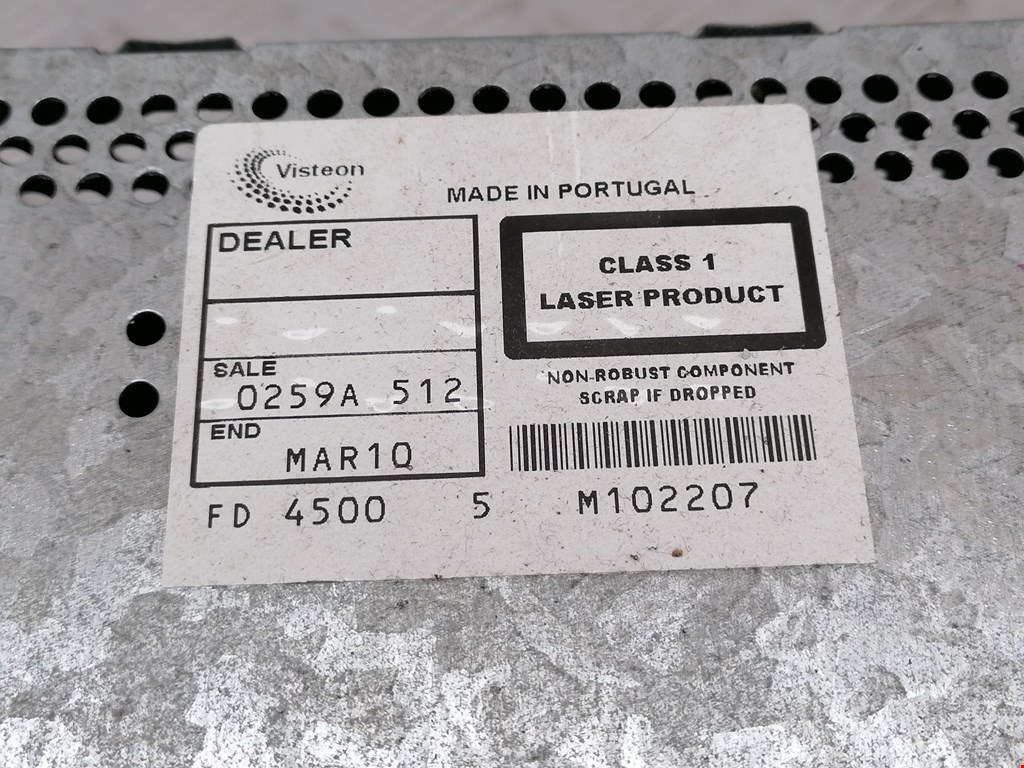 Visteon
MADE IN PORTUGAL
DEALER
CLASS 1
LASER PRODUCT
SALE
0259A 512
NON-ROBUST COMPONENT
SCRAP IF DROPPED
END
MAR10
FD 4500 5 M102207